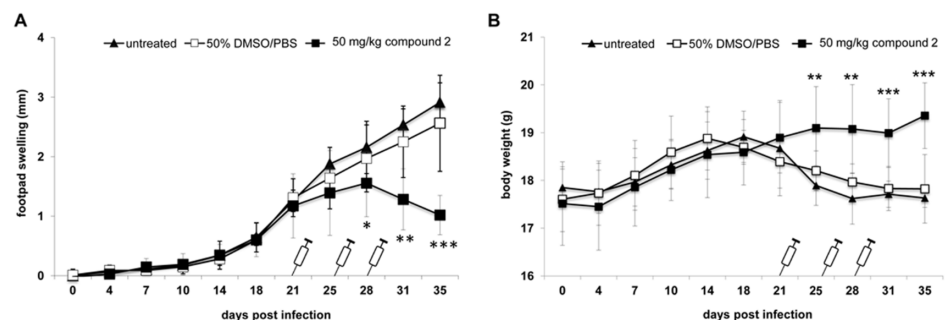 A
untreated 50% DMSO/PBS 50 mg/kg compound 2
4
3
2
1
0
footpad swelling (mm)
* ** ***
0 4 7 10 14 18 21 25 28 31 35
days post infection
B
untreated 50% DMSO/PBS 50 mg/kg compound 2
21
20
19
18
17
16
body weight (g)
** ** *** ***
0 4 7 10 14 18 21 25 28 31 35
days post infection